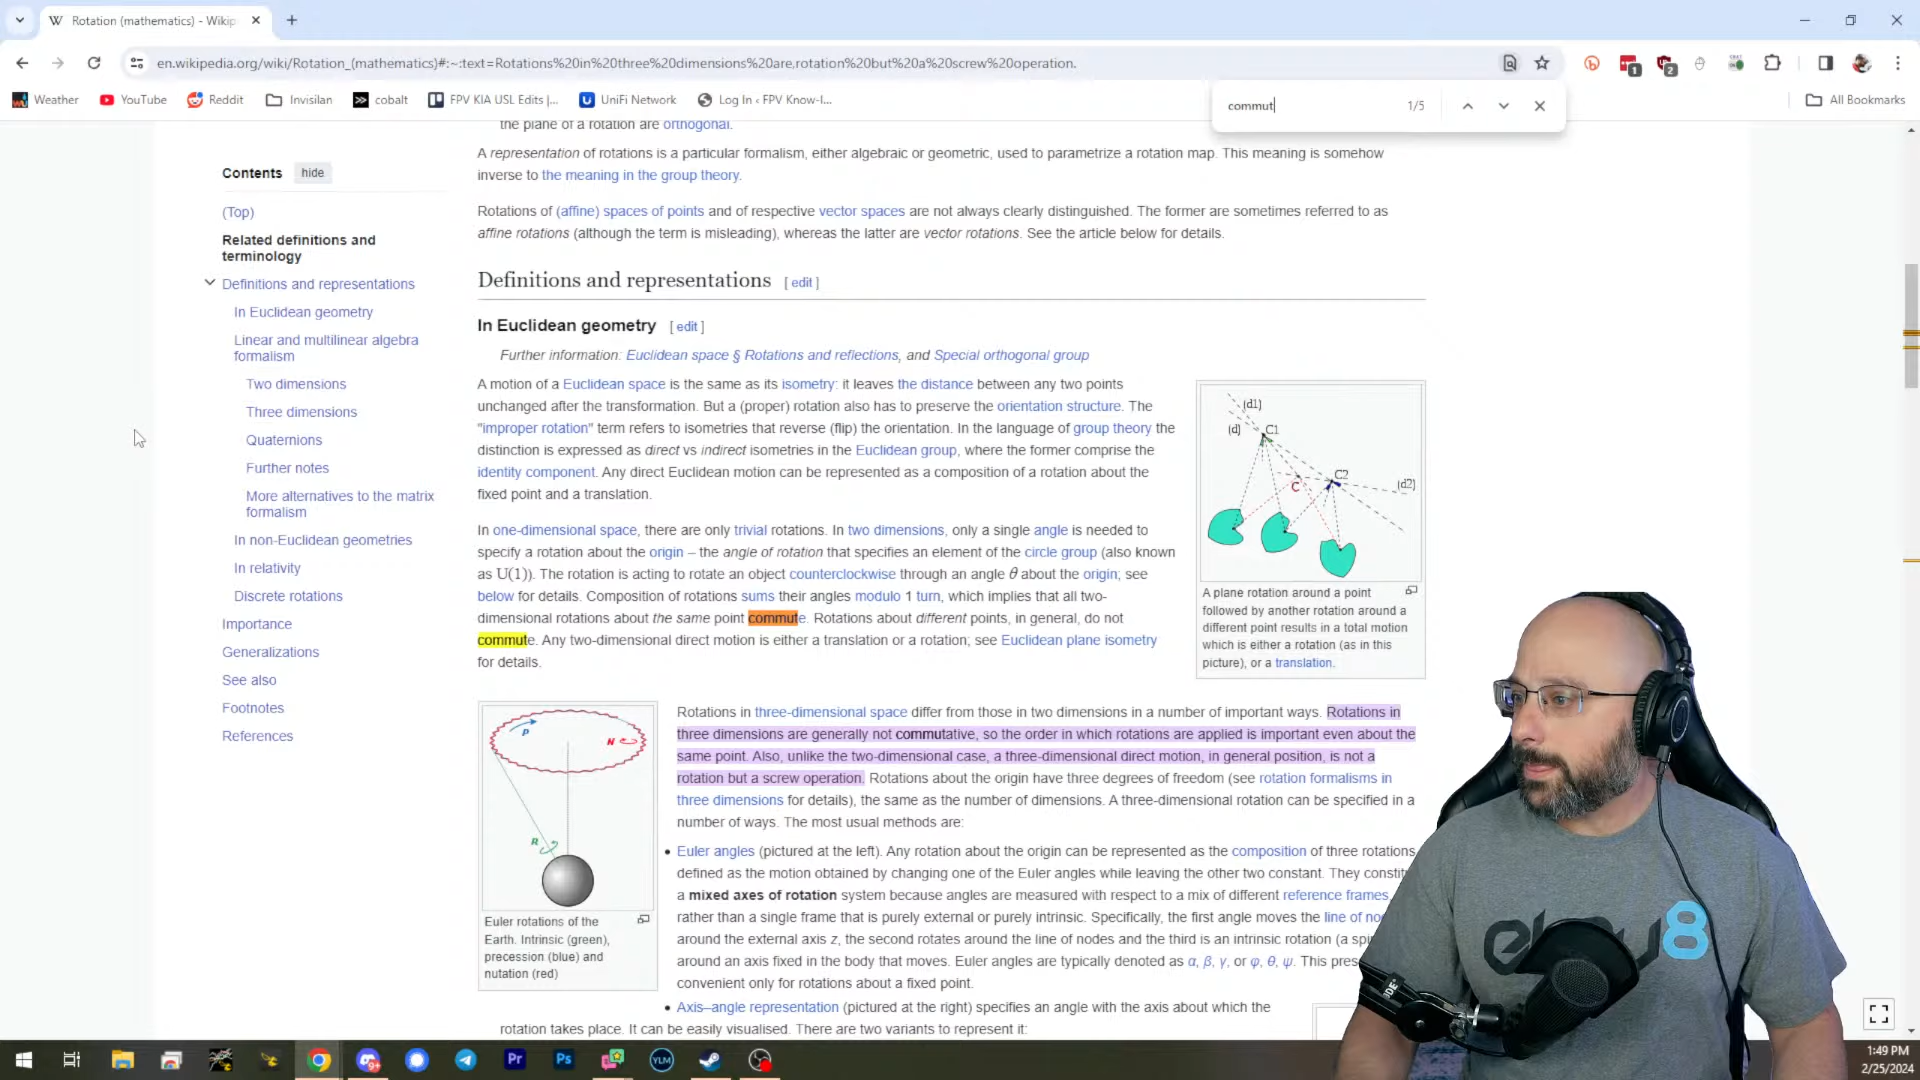 Rotation (mathematics) - Wikip
en.wikipedia.org/wiki/Rotation_(mathematics)#:~:text=Rotations%20in%20three%20dimensions%20are,rotation%20but%20a%20screw%20operation.
1
2
Weather
YouTube
Reddit
Invisilan
cobalt
FPV KIA USL Edits |...
UniFi Network
Log In ‹ FPV Know-I...
All Bookmarks
commut
1/5
the plane of a rotation are orthogonal.
A representation of rotations is a particular formalism, either algebraic or geometric, used to parametrize a rotation map. This meaning is somehow
inverse to the meaning in the group theory.
Rotations of (affine) spaces of points and of respective vector spaces are not always clearly distinguished. The former are sometimes referred to as
affine rotations (although the term is misleading), whereas the latter are vector rotations. See the article below for details.
Contents hide
(Top)
Related definitions and
terminology
Definitions and representations
In Euclidean geometry
Linear and multilinear algebra
formalism
Two dimensions
Three dimensions
Quaternions
Further notes
More alternatives to the matrix
formalism
In non-Euclidean geometries
In relativity
Discrete rotations
Importance
Generalizations
See also
Footnotes
References
Definitions and representations [ edit ]
In Euclidean geometry [ edit ]
Further information: Euclidean space § Rotations and reflections, and Special orthogonal group
A motion of a Euclidean space is the same as its isometry: it leaves the distance between any two points
unchanged after the transformation. But a (proper) rotation also has to preserve the orientation structure. The
"improper rotation" term refers to isometries that reverse (flip) the orientation. In the language of group theory the
distinction is expressed as direct vs indirect isometries in the Euclidean group, where the former comprise the
identity component. Any direct Euclidean motion can be represented as a composition of a rotation about the
fixed point and a translation.
In one-dimensional space, there are only trivial rotations. In two dimensions, only a single angle is needed to
specify a rotation about the origin – the angle of rotation that specifies an element of the circle group (also known
as U(1)). The rotation is acting to rotate an object counterclockwise through an angle θ about the origin; see
below for details. Composition of rotations sums their angles modulo 1 turn, which implies that all two-
dimensional rotations about the same point commute. Rotations about different points, in general, do not
commute. Any two-dimensional direct motion is either a translation or a rotation; see Euclidean plane isometry
for details.
(d1)
(d)
C1
C2
C
(d2)
A plane rotation around a point
followed by another rotation around a
different point results in a total motion
which is either a rotation (as in this
picture), or a translation.
P
N
R
Euler rotations of the
Earth. Intrinsic (green),
precession (blue) and
nutation (red)
Rotations in three-dimensional space differ from those in two dimensions in a number of important ways. Rotations in
three dimensions are generally not commutative, so the order in which rotations are applied is important even about the
same point. Also, unlike the two-dimensional case, a three-dimensional direct motion, in general position, is not a
rotation but a screw operation. Rotations about the origin have three degrees of freedom (see rotation formalisms in
three dimensions for details), the same as the number of dimensions. A three-dimensional rotation can be specified in a
number of ways. The most usual methods are:
• Euler angles (pictured at the left). Any rotation about the origin can be represented as the composition of three rotations
defined as the motion obtained by changing one of the Euler angles while leaving the other two constant. They constit
a mixed axes of rotation system because angles are measured with respect to a mix of different reference frames,
rather than a single frame that is purely external or purely intrinsic. Specifically, the first angle moves the line of no
around the external axis z, the second rotates around the line of nodes and the third is an intrinsic rotation (a spi
around an axis fixed in the body that moves. Euler angles are typically denoted as α, β, γ, or φ, θ, ψ. This pres
convenient only for rotations about a fixed point.
• Axis–angle representation (pictured at the right) specifies an angle with the axis about which the
rotation takes place. It can be easily visualised. There are two variants to represent it:
8
9+
Pr
Ps
YLM
1:49 PM
2/25/2024